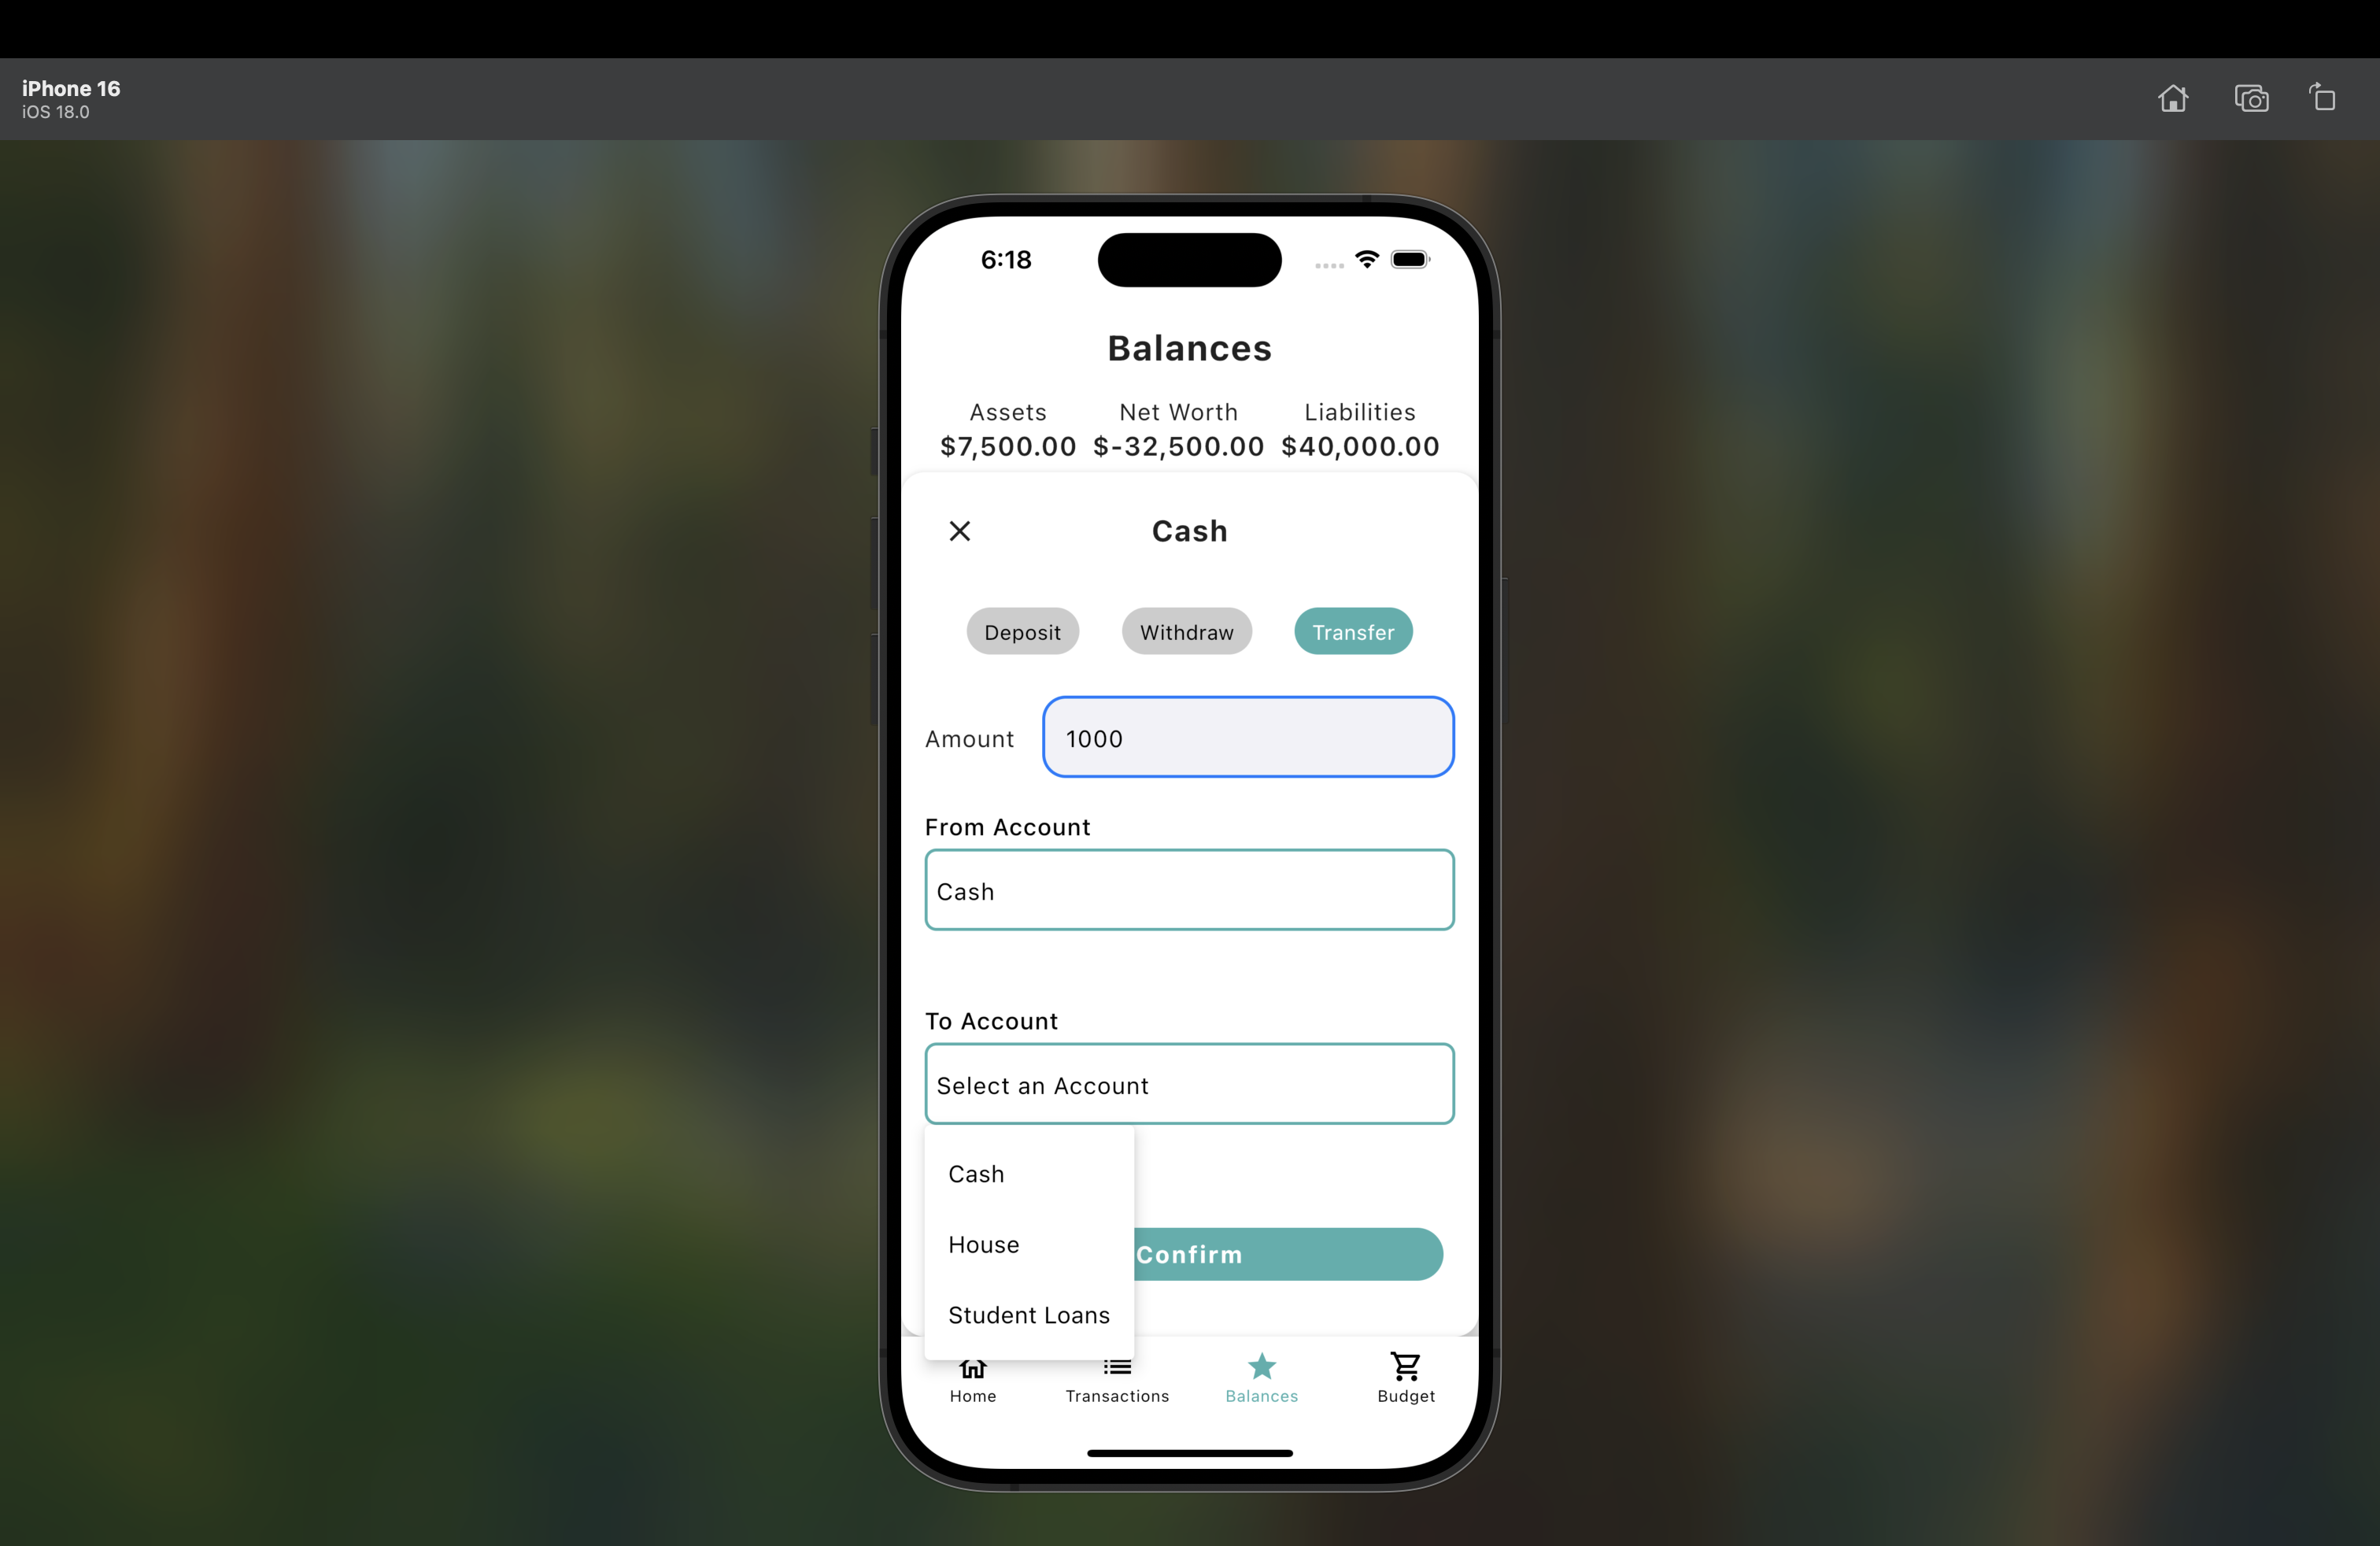 iPhone 16
iOS 18.0
6:18
Balances
Assets Net Worth Liabilities
$7,500.00 $-32,500.00 $40,000.00
Cash
Deposit Withdraw Transfer
Amount 1000
From Account
Cash
To Account
Select an Account
Cash
House
Confirm
Student Loans
Home Transactions Balances Budget